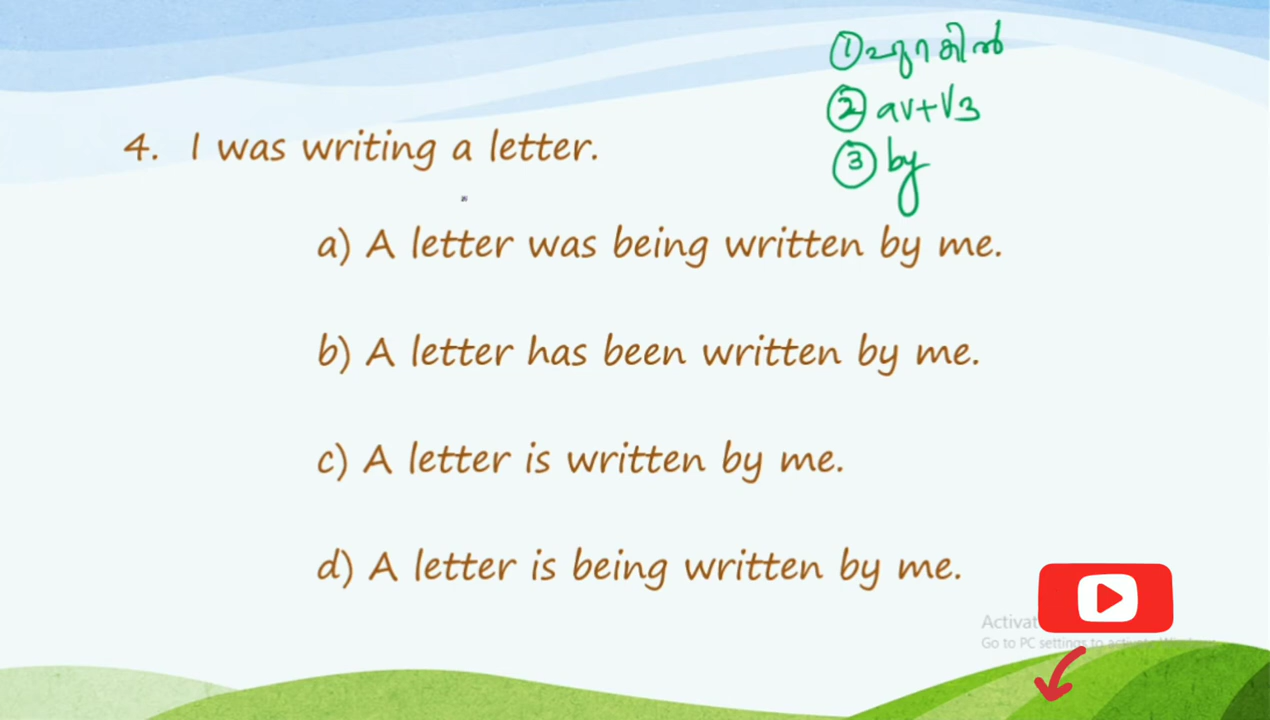 ① പുറകിൽ
② av+V3
③ by
4. I was writing a letter.
a) A letter was being written by me.
b) A letter has been written by me.
c) A letter is written by me.
d) A letter is being written by me.
Activat
Go to PC settings to activate